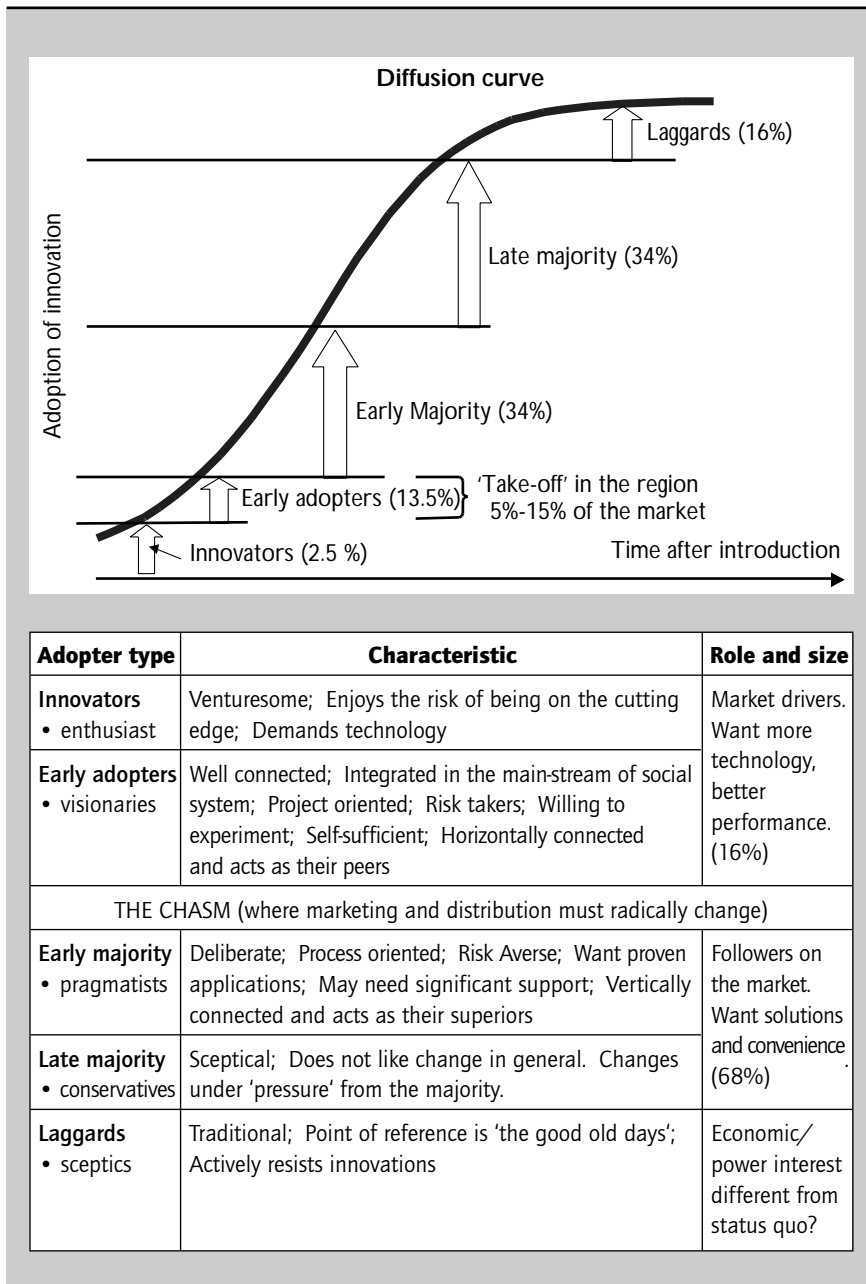 Diffusion curve
Laggards (16%)
Late majority (34%)
Adoption of innovation
Early Majority (34%)
Early adopters (13.5%)
'Take-off' in the region
5%-15% of the market
Innovators (2.5 %)
Time after introduction
Adopter type
Characteristic
Role and size
Innovators
• enthusiast
Venturesome; Enjoys the risk of being on the cutting
edge; Demands technology
Market drivers.
Want more
technology,
better
performance.
(16%)
Early adopters
• visionaries
Well connected; Integrated in the main-stream of social
system; Project oriented; Risk takers; Willing to
experiment; Self-sufficient; Horizontally connected
and acts as their peers
THE CHASM (where marketing and distribution must radically change)
Early majority
• pragmatists
Deliberate; Process oriented; Risk Averse; Want proven
applications; May need significant support; Vertically
connected and acts as their superiors
Followers on
the market.
Want solutions
and convenience.
(68%)
Late majority
• conservatives
Sceptical; Does not like change in general. Changes
under 'pressure' from the majority.
Laggards
• sceptics
Traditional; Point of reference is 'the good old days';
Actively resists innovations
Economic/
power interest
different from
status quo?